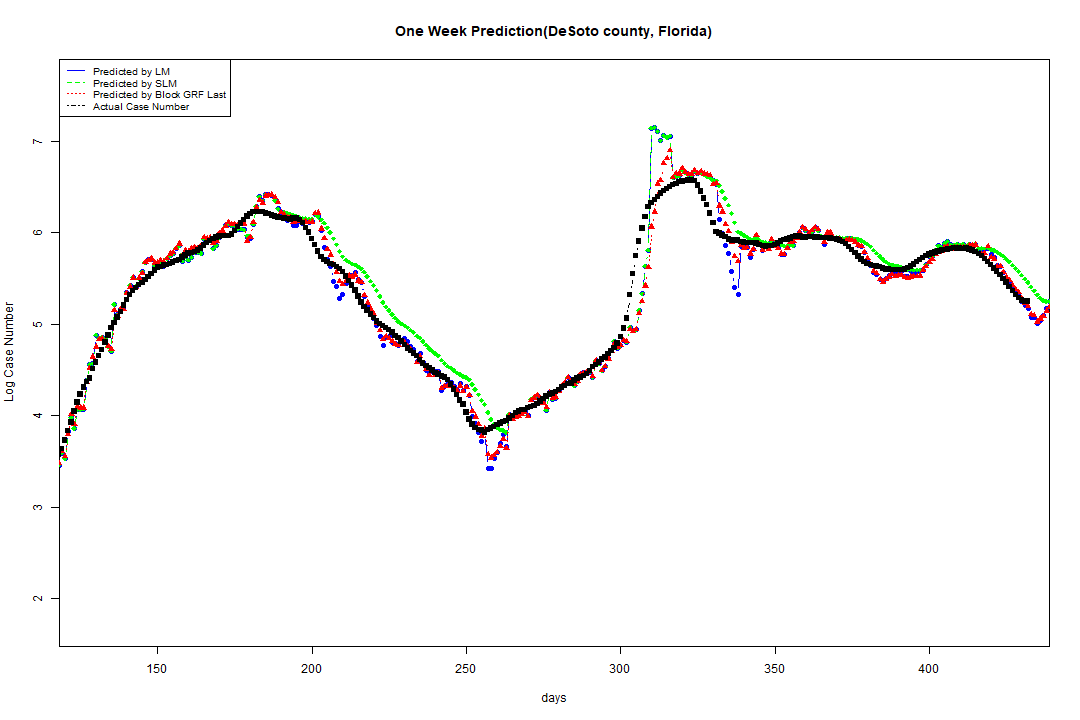 One Week Prediction(DeSoto county, Florida)
Predicted by LM
Predicted by SLM
Predicted by Block GRF Last
Actual Case Number
7
6
5
4
3
2
Log Case Number
150 200 250 300 350 400
days